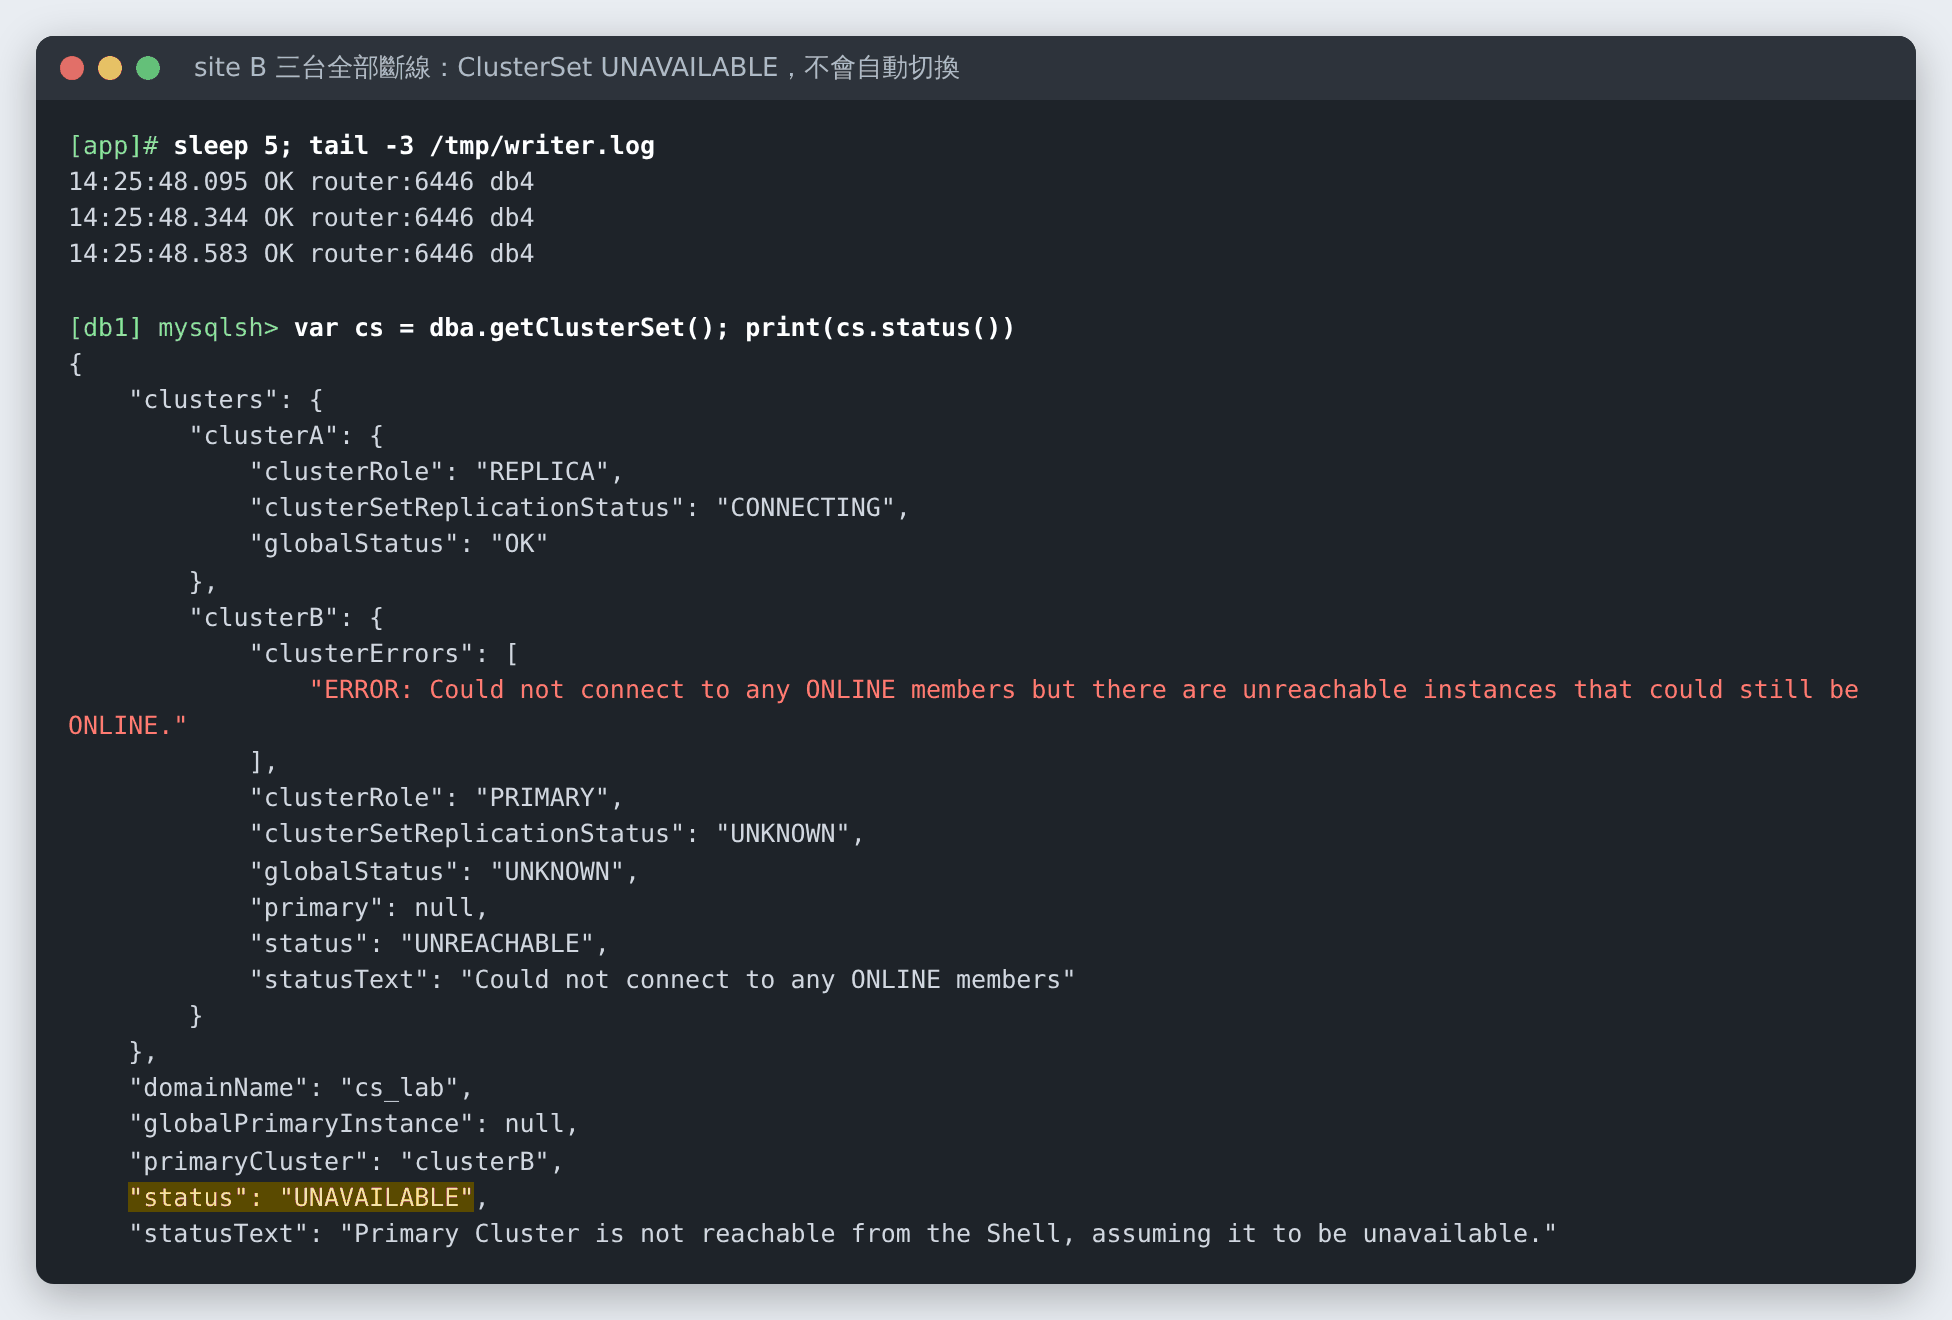 site B 三台全部斷線：ClusterSet UNAVAILABLE，不會自動切換
[app]# sleep 5; tail -3 /tmp/writer.log
14:25:48.095 OK router:6446 db4
14:25:48.344 OK router:6446 db4
14:25:48.583 OK router:6446 db4
[db1] mysqlsh> var cs = dba.getClusterSet(); print(cs.status())
{
    "clusters": {
        "clusterA": {
            "clusterRole": "REPLICA",
            "clusterSetReplicationStatus": "CONNECTING",
            "globalStatus": "OK"
        },
        "clusterB": {
            "clusterErrors": [
                "ERROR: Could not connect to any ONLINE members but there are unreachable instances that could still be
ONLINE."
            ],
            "clusterRole": "PRIMARY",
            "clusterSetReplicationStatus": "UNKNOWN",
            "globalStatus": "UNKNOWN",
            "primary": null,
            "status": "UNREACHABLE",
            "statusText": "Could not connect to any ONLINE members"
        }
    },
    "domainName": "cs_lab",
    "globalPrimaryInstance": null,
    "primaryCluster": "clusterB",
    "status": "UNAVAILABLE",
    "statusText": "Primary Cluster is not reachable from the Shell, assuming it to be unavailable."